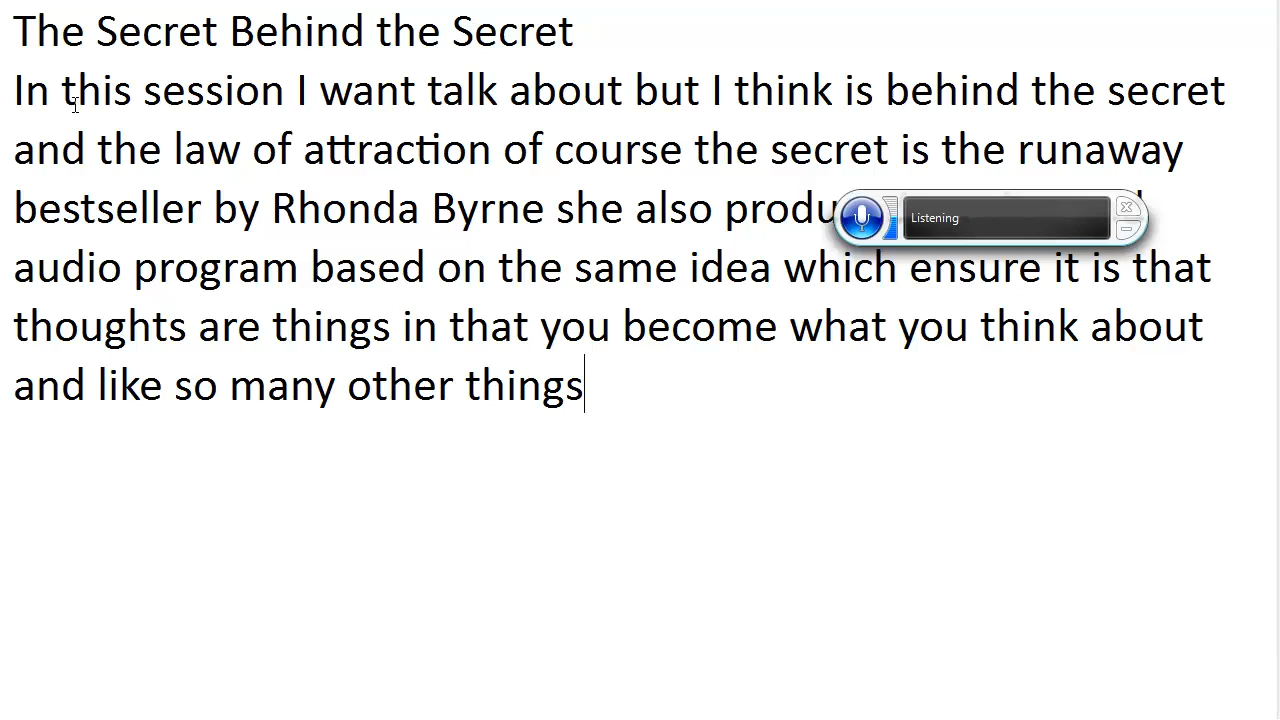 The Secret Behind the Secret
In this session I want talk about but I think is behind the secret
and the law of attraction of course the secret is the runaway
bestseller by Rhonda Byrne she also
Listening
audio program based on the same idea which ensure it is that
thoughts are things in that you become what you think about
and like so many other things